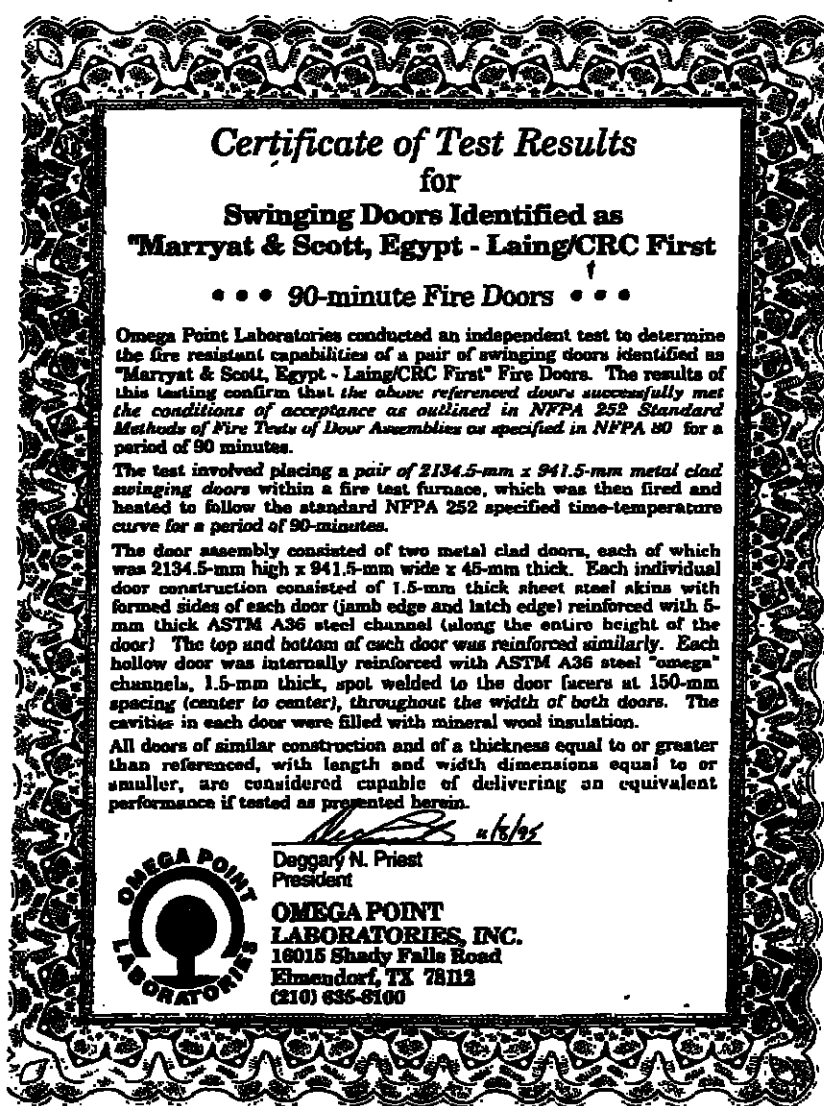 Certificate of Test Results
for
Swinging Doors Identified as
"Marryat & Scott, Egypt - Laing/CRC First
• • • 90-minute Fire Doors • • •
Omega Point Laboratories conducted an independent test to determine
the fire resistant capabilities of a pair of swinging doors identified as
"Marryat & Scott, Egypt - Laing/CRC First" Fire Doors. The results of
this testing confirm that the above referenced doors successfully met
the conditions of acceptance as outlined in NFPA 252 Standard
Methods of Fire Tests of Door Assemblies as specified in NFPA 80 for a
period of 90 minutes.
The test involved placing a pair of 2134.5-mm x 941.5-mm metal clad
swinging doors within a fire test furnace, which was then fired and
heated to follow the standard NFPA 252 specified time-temperature
curve for a period of 90-minutes.
The door assembly consisted of two metal clad doors, each of which
was 2134.5-mm high x 941.5-mm wide x 45-mm thick. Each individual
door construction consisted of 1.5-mm thick sheet steel skins with
formed sides of each door (jamb edge and latch edge) reinforced with 5-
mm thick ASTM A36 steel channel (along the entire height of the
door) The top and bottom of each door was reinforced similarly. Each
hollow door was internally reinforced with ASTM A36 steel "omega"
channels, 1.5-mm thick, spot welded to the door facers at 150-mm
spacing (center to center), throughout the width of both doors. The
cavities in each door were filled with mineral wool insulation.
All doors of similar construction and of a thickness equal to or greater
than referenced, with length and width dimensions equal to or
smaller, are considered capable of delivering an equivalent
performance if tested as presented herein.
Deggary N. Priest
President
OMEGA POINT
LABORATORIES
OMEGA POINT
LABORATORIES, INC.
16015 Shady Falls Road
Elmendorf, TX 78112
(210) 635-8100